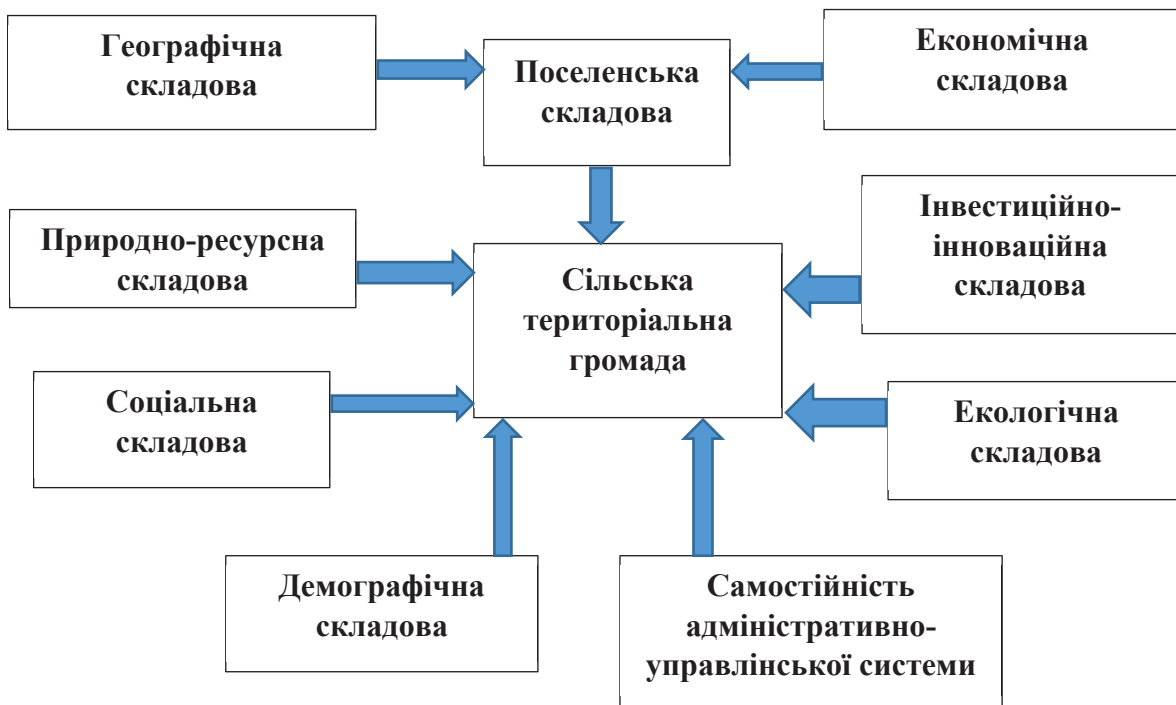 Географічна
складова
Поселенська
складова
Економічна
складова
Природно-ресурсна
складова
Сільська
територіальна
громада
Інвестиційно-
інноваційна
складова
Соціальна
складова
Екологічна
складова
Демографічна
складова
Самостійність
адміністративно-
управлінської системи